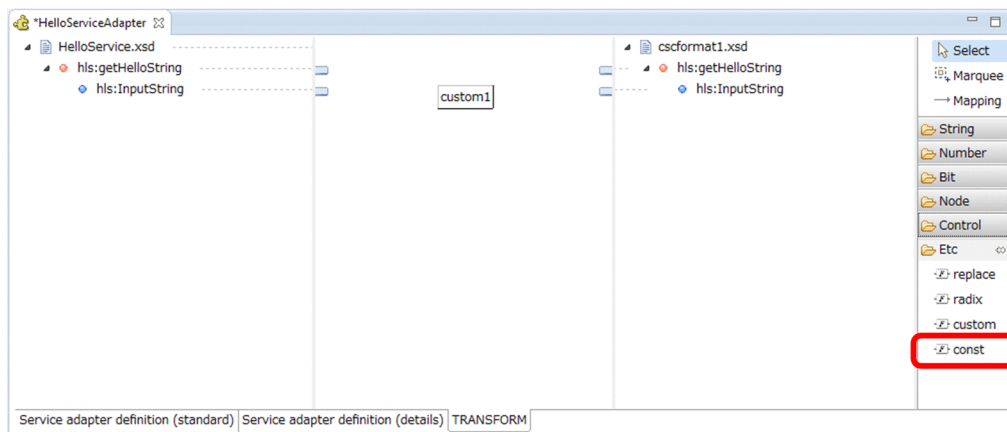 *HelloServiceAdapter
HelloService.xsd
hls:getHelloString
hls:InputString
custom1
cscformat1.xsd
hls:getHelloString
hls:InputString
Select
Marquee
Mapping
String
Number
Bit
Node
Control
Etc
replace
radix
custom
const
Service adapter definition (standard) Service adapter definition (details) TRANSFORM